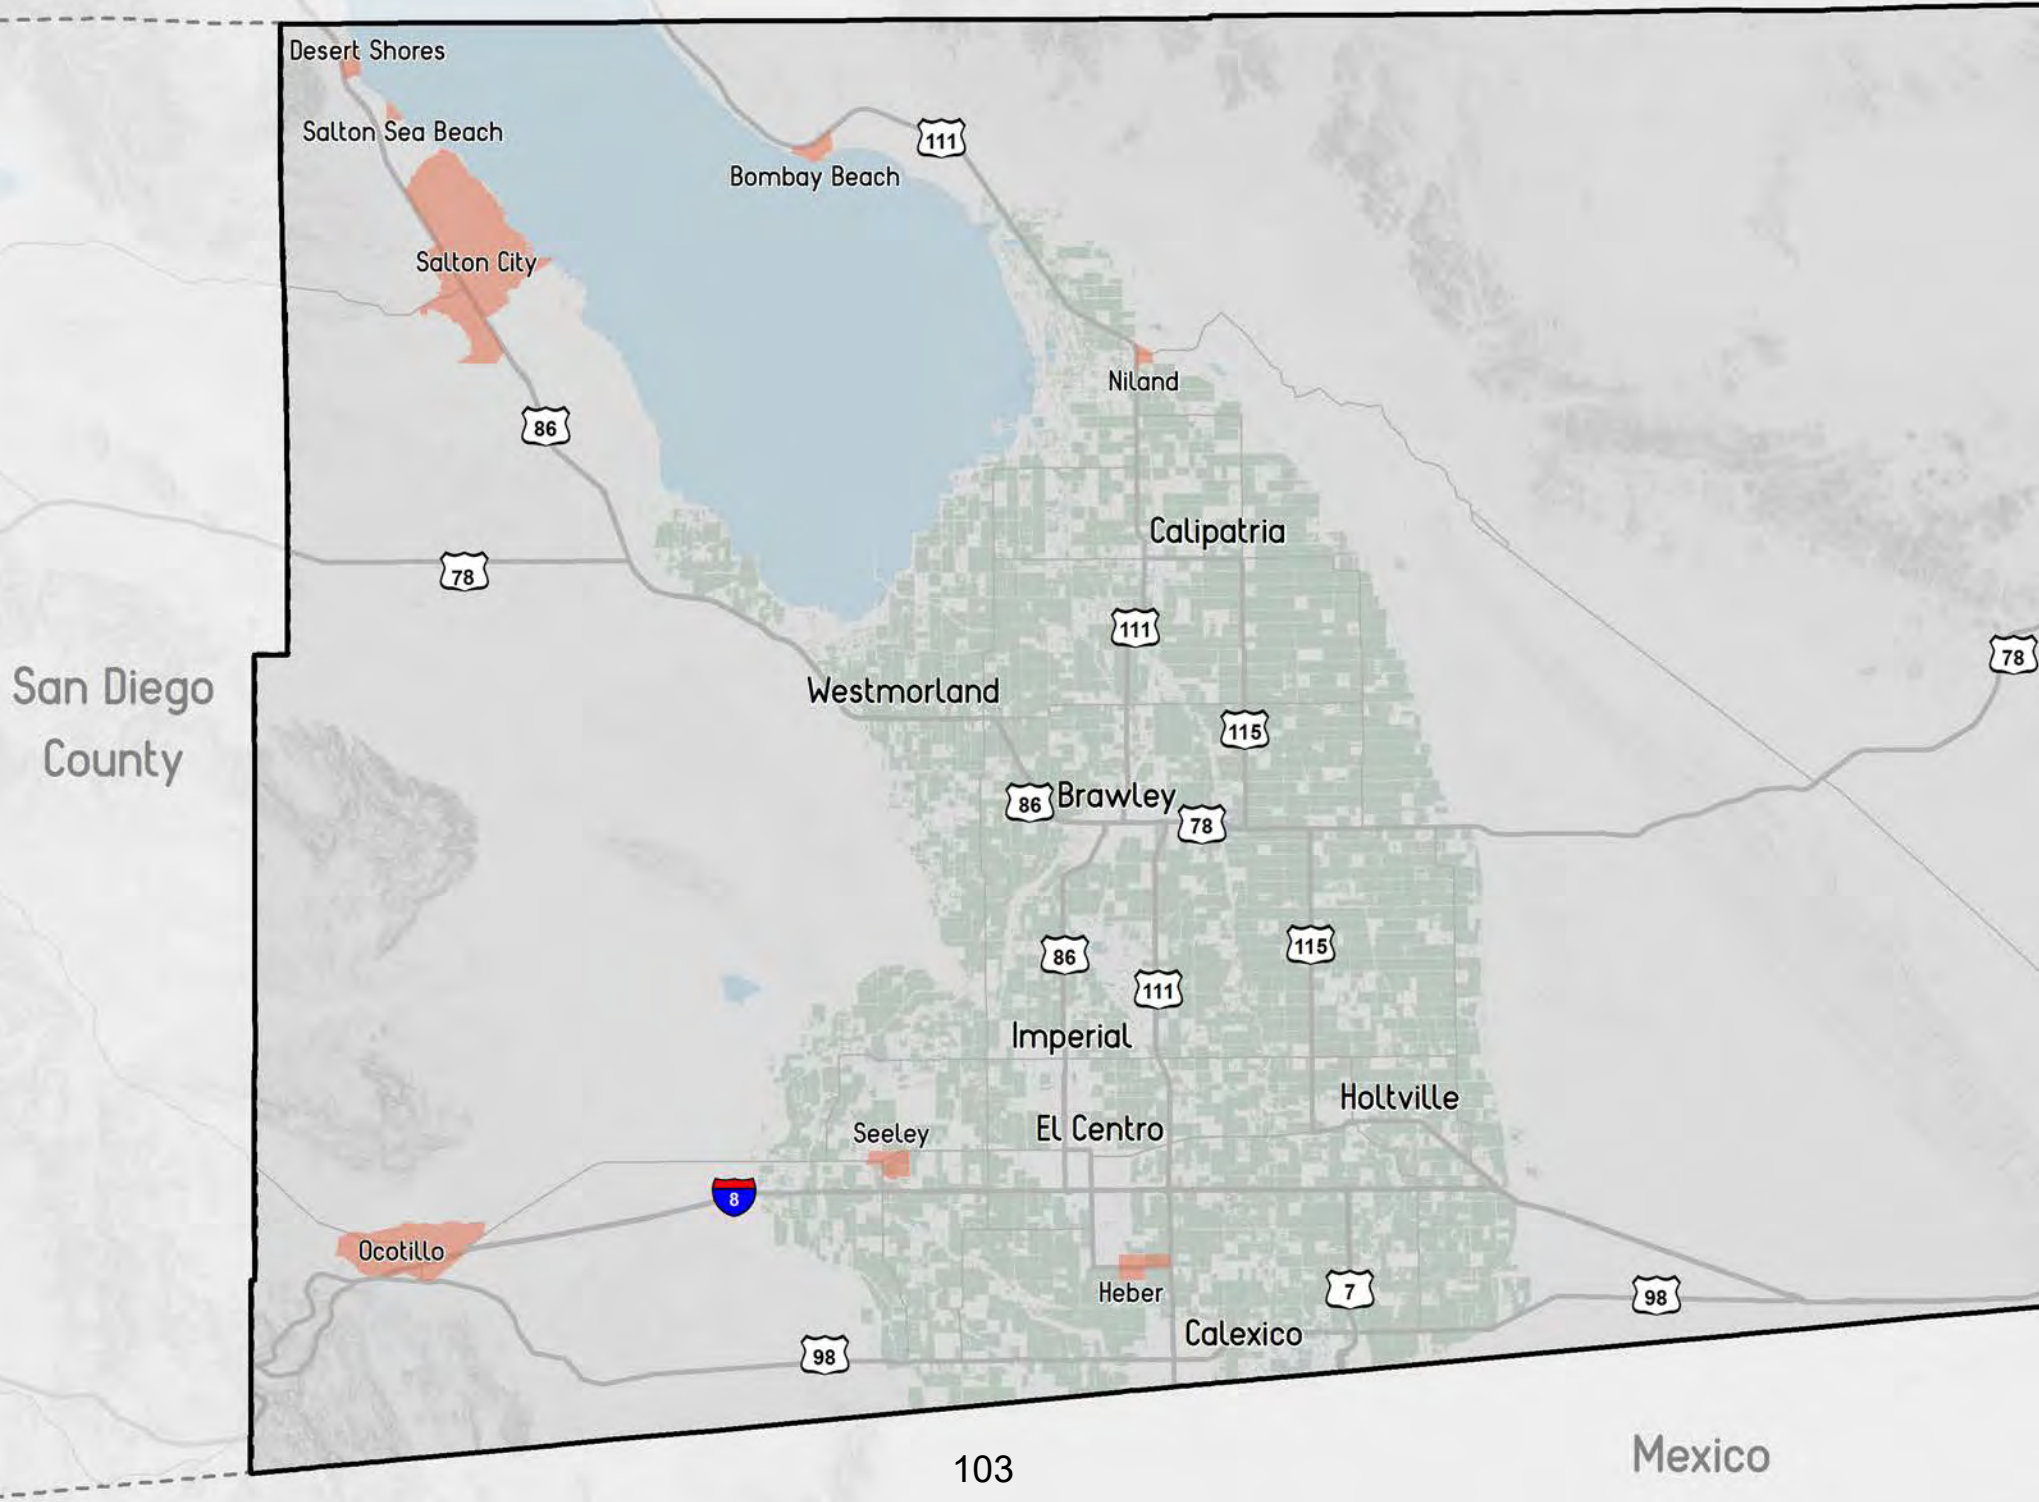 Desert Shores
Salton Sea Beach
111
Bombay Beach
Salton City
Niland
86
Calipatria
78
111
78
San Diego
County
Westmorland
115
86
Brawley
78
115
86
111
Imperial
Holtville
El Centro
Seeley
8
Ocotillo
Heber
7
98
Calexico
98
Mexico
103